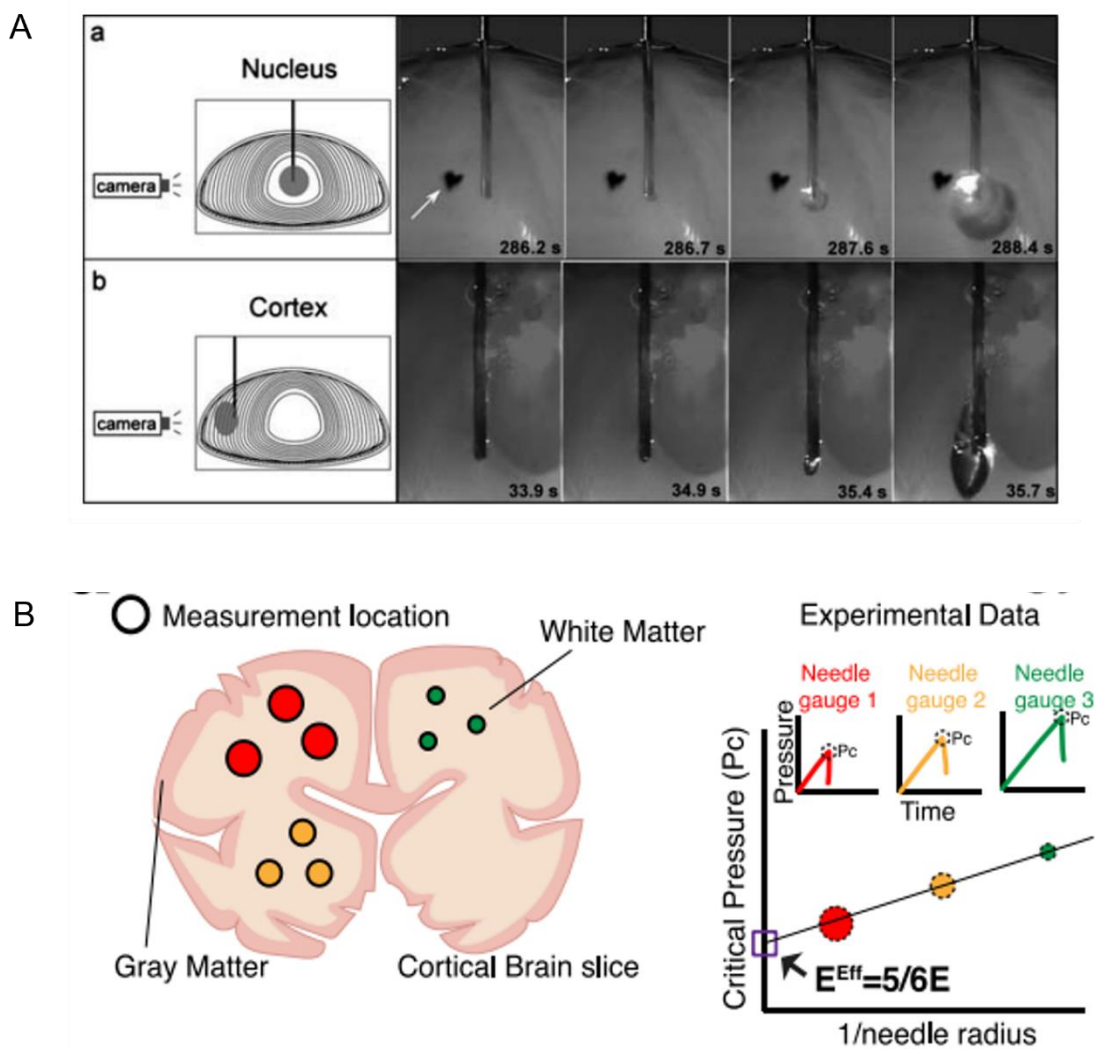 A
a
Nucleus
camera
286.2 s
286.7 s
287.6 s
288.4 s
b
Cortex
camera
33.9 s
34.9 s
35.4 s
35.7 s
B
Measurement location
White Matter
Gray Matter
Cortical Brain slice
Experimental Data
Needle
gauge 1
Needle
gauge 2
Needle
gauge 3
Pressure
Pc
Pc
Pc
Time
Critical Pressure (Pc)
E^Eff=5/6E
1/needle radius